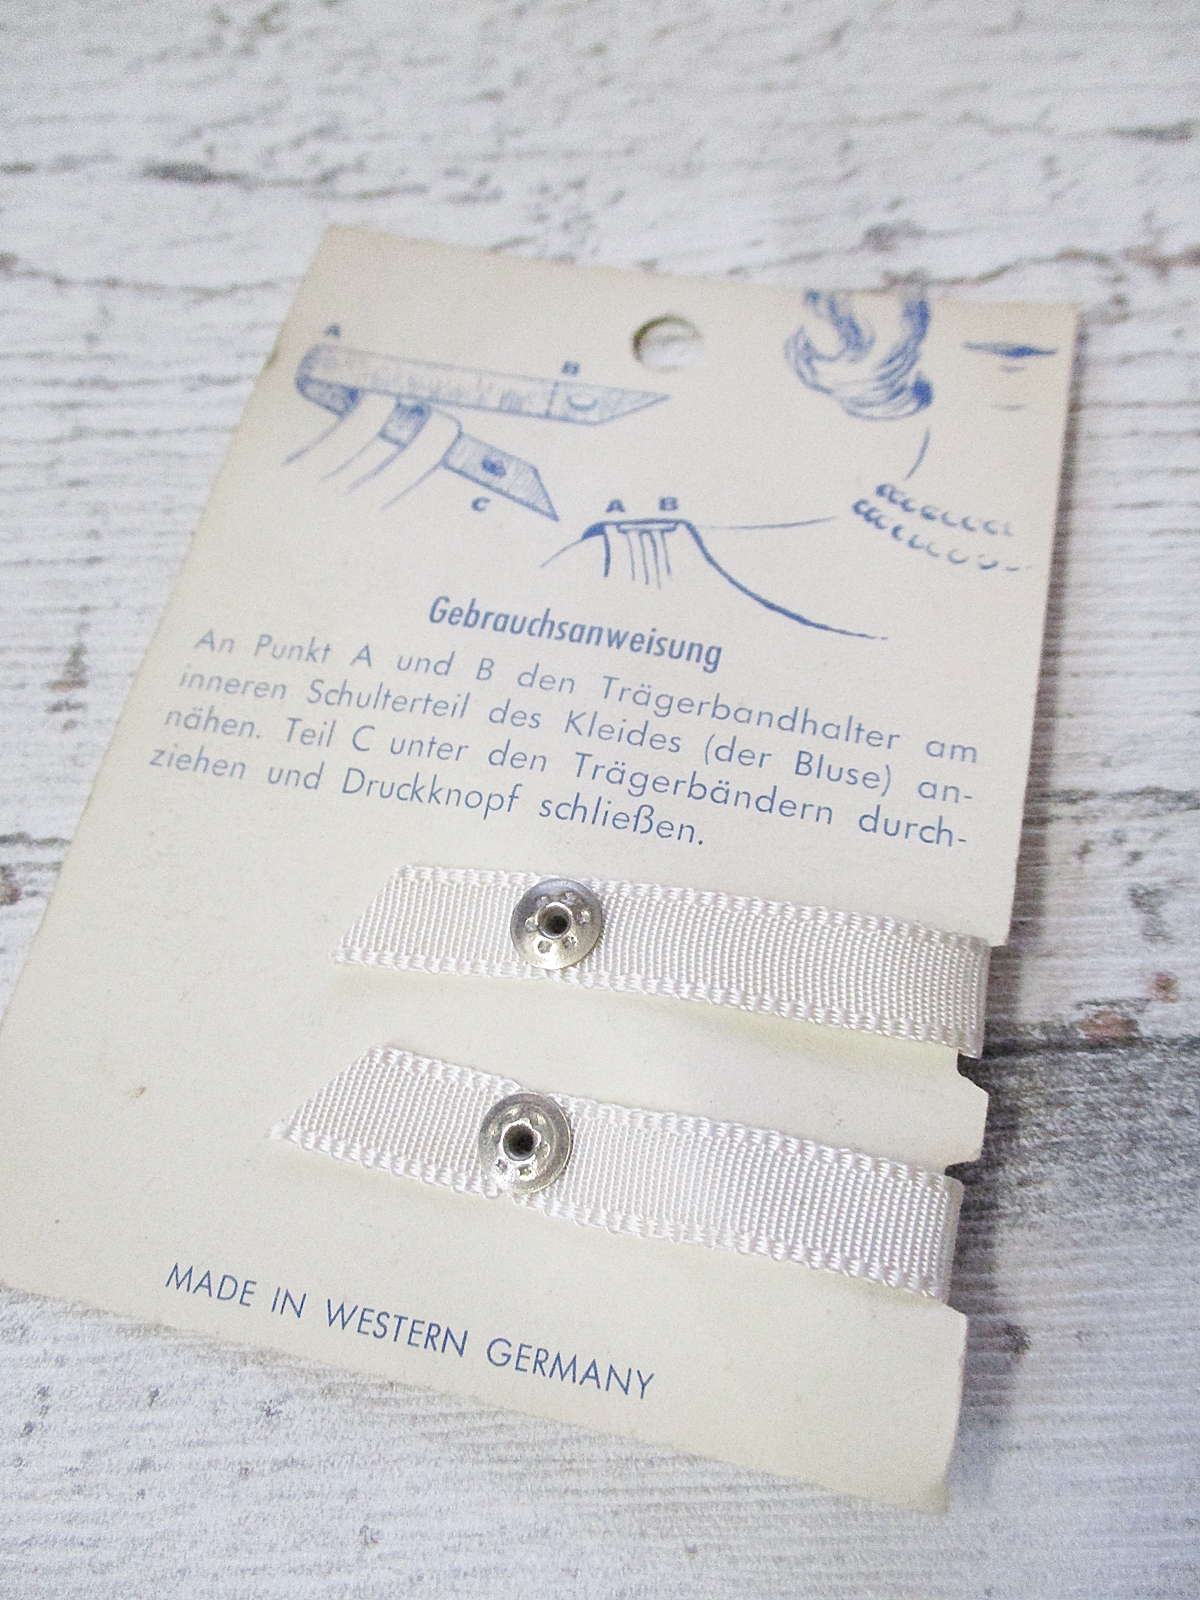 A
B
C
A B
Gebrauchsanweisung
An Punkt A und B den Trägerbandhalter am
inneren Schulterteil des Kleides (der Bluse) an-
nähen. Teil C unter den Trägerbändern durch-
ziehen und Druckknopf schließen.
MADE IN WESTERN GERMANY